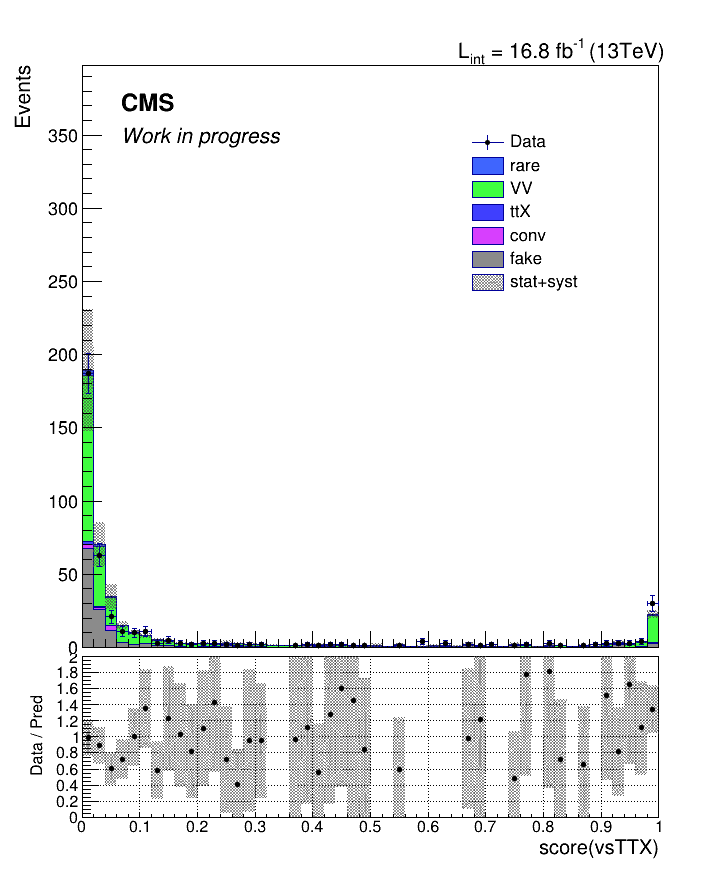 L_int = 16.8 fb^-1 (13TeV)
Events
CMS
Work in progress
350
300
250
200
150
100
50
0
Data
rare
VV
ttX
conv
fake
stat+syst
Data / Pred
2
1.8
1.6
1.4
1.2
1
0.8
0.6
0.4
0.2
0
0 0.1 0.2 0.3 0.4 0.5 0.6 0.7 0.8 0.9 1
score(vsTTX)